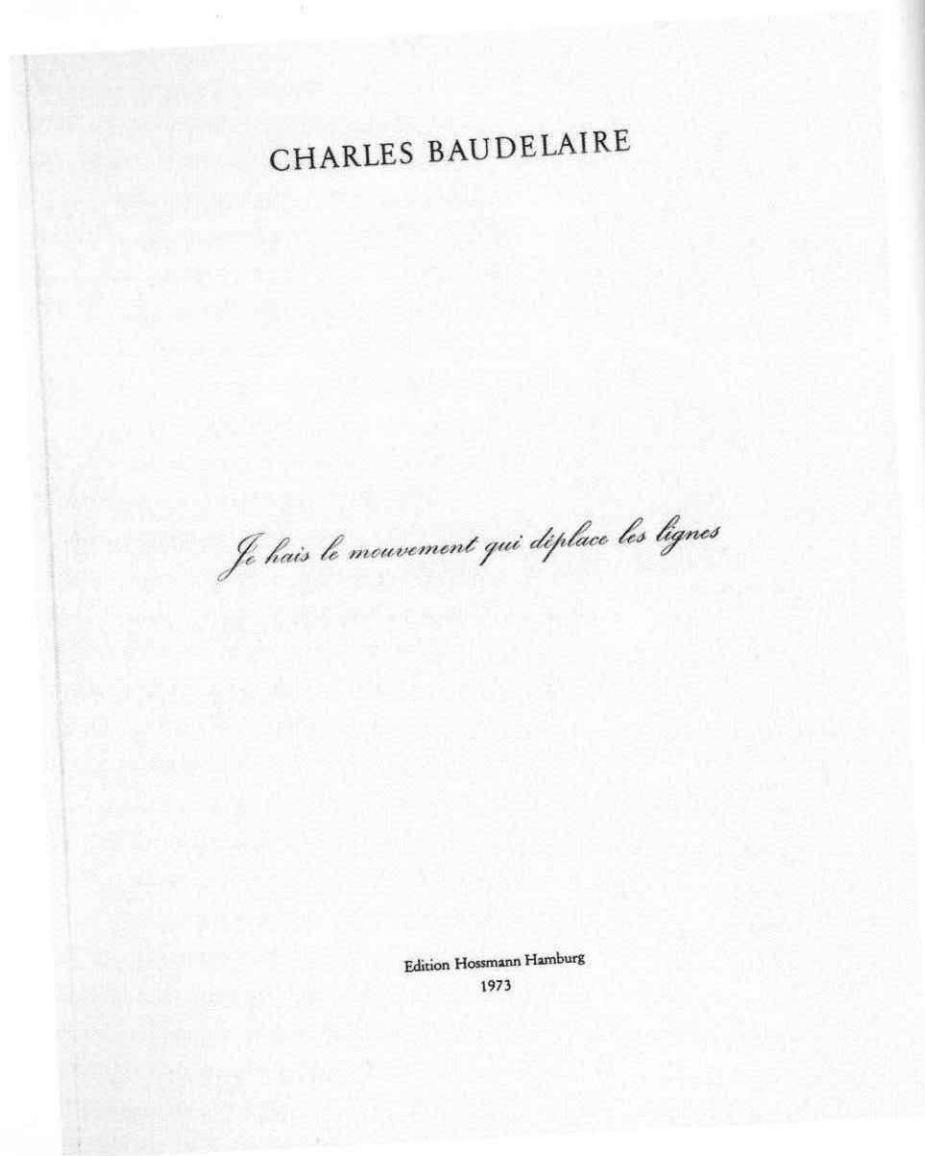 CHARLES BAUDELAIRE
Je hais le mouvement qui déplace les lignes
Edition Hossmann Hamburg
1973